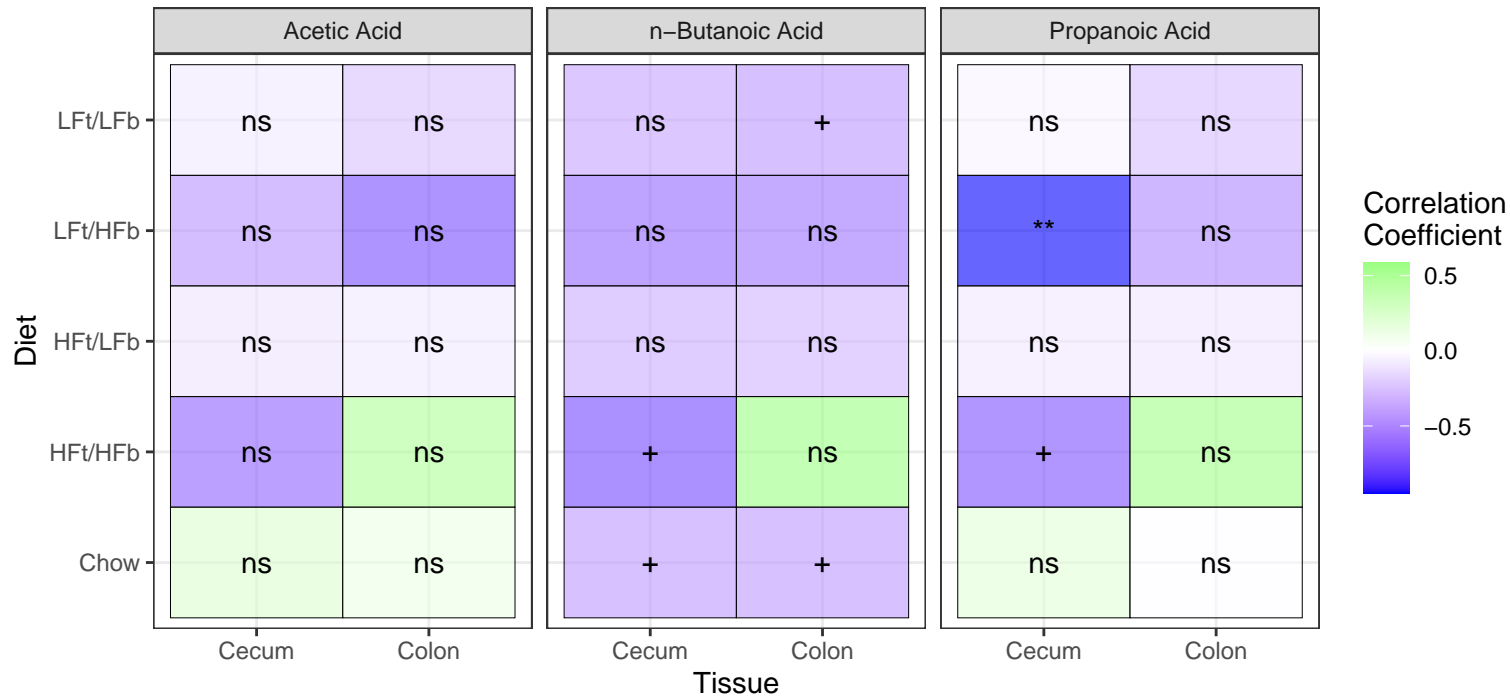 Acetic Acid n−Butanoic Acid Propanoic Acid
LFt/LFb ns ns ns + ns ns
LFt/HFb ns ns ns ns ** ns
HFt/LFb ns ns ns ns ns ns
HFt/HFb ns ns + ns + ns
Chow ns ns + + ns ns
Cecum Colon Cecum Colon Cecum Colon
Tissue
Diet
Correlation
Coefficient
0.5
0.0
−0.5